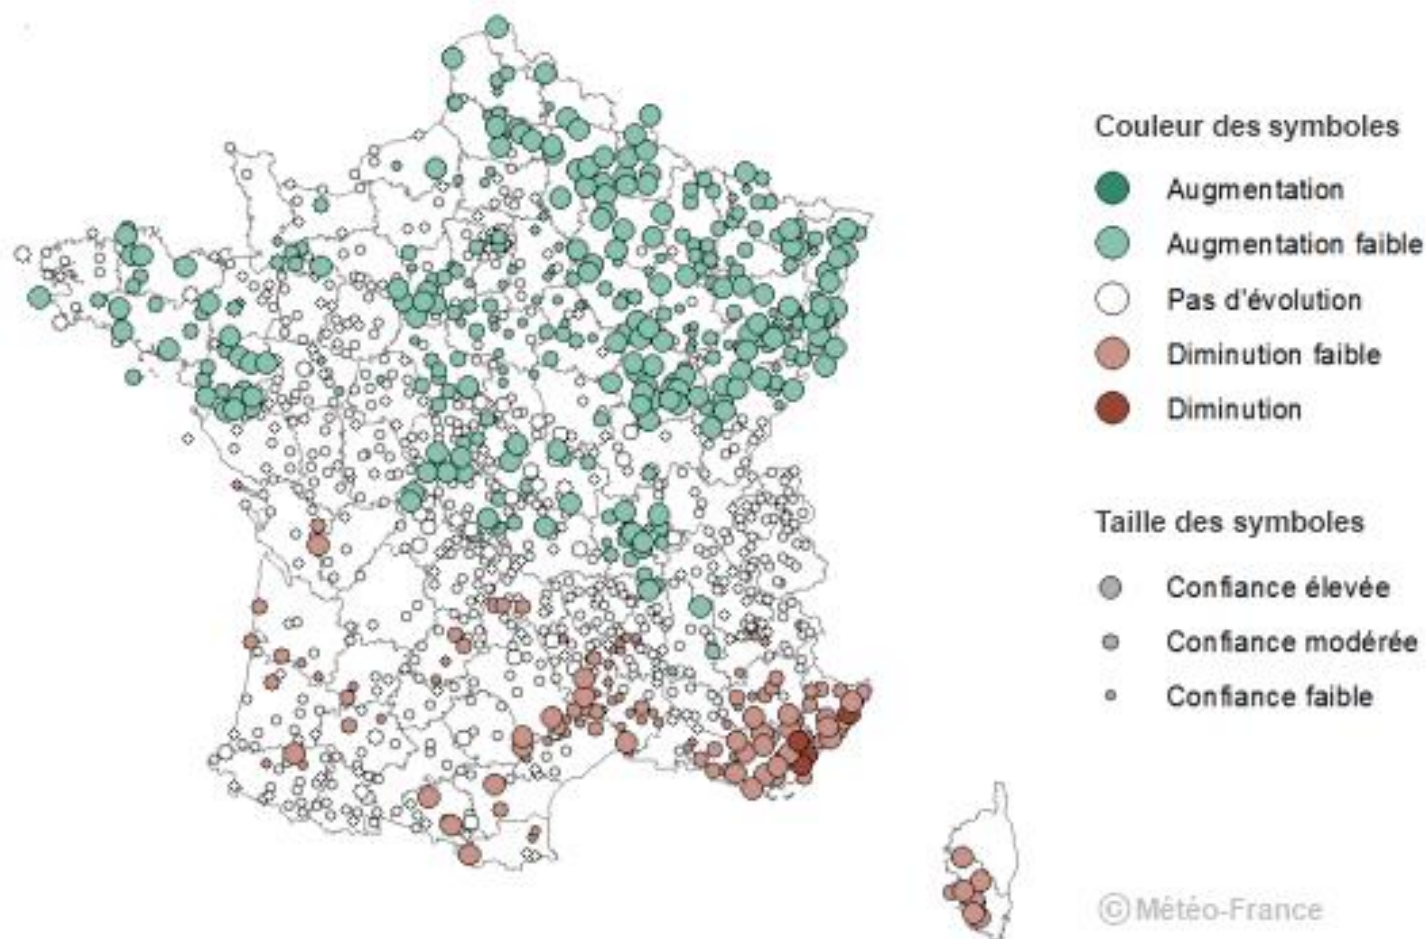 Couleur des symboles
Augmentation
Augmentation faible
Pas d'évolution
Diminution faible
Diminution
Taille des symboles
Confiance élevée
Confiance modérée
Confiance faible
© Météo-France